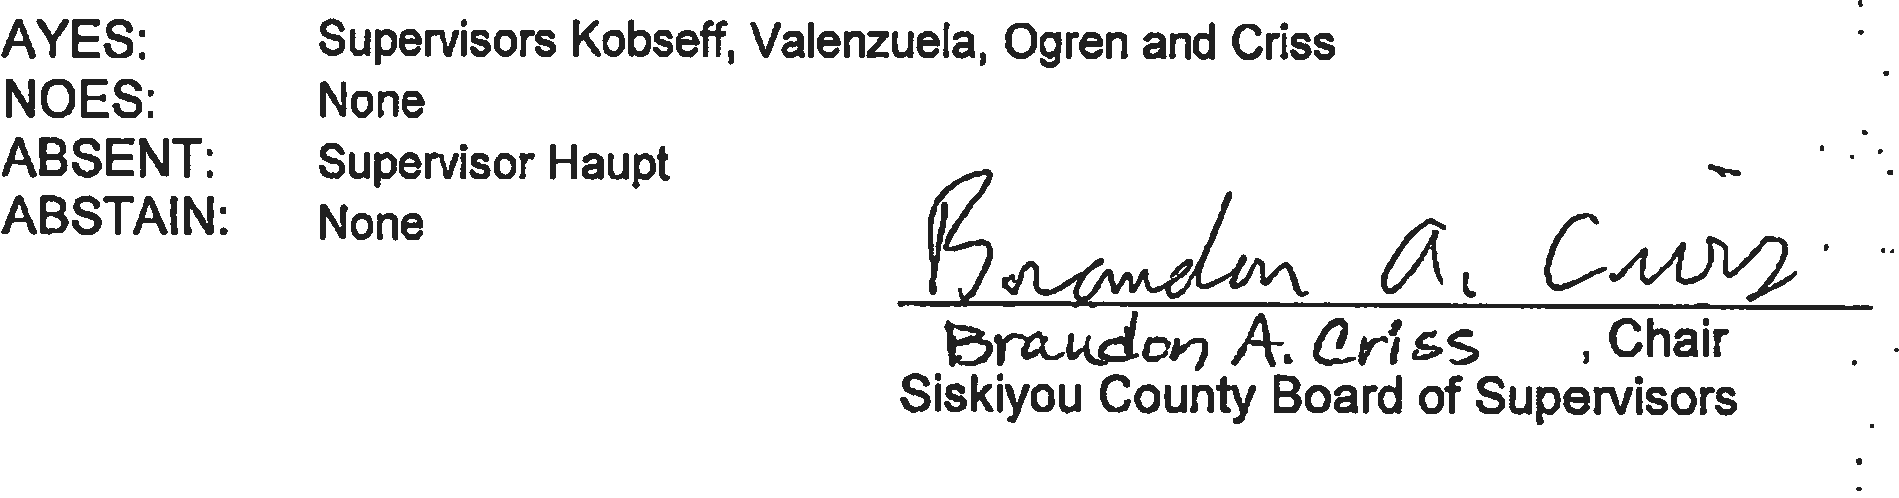 AYES: Supervisors Kobseff, Valenzuela, Ogren and Criss
NOES: None
ABSENT: Supervisor Haupt
ABSTAIN: None
Brandon A. Criss
Brandon A. Criss , Chair
Siskiyou County Board of Supervisors